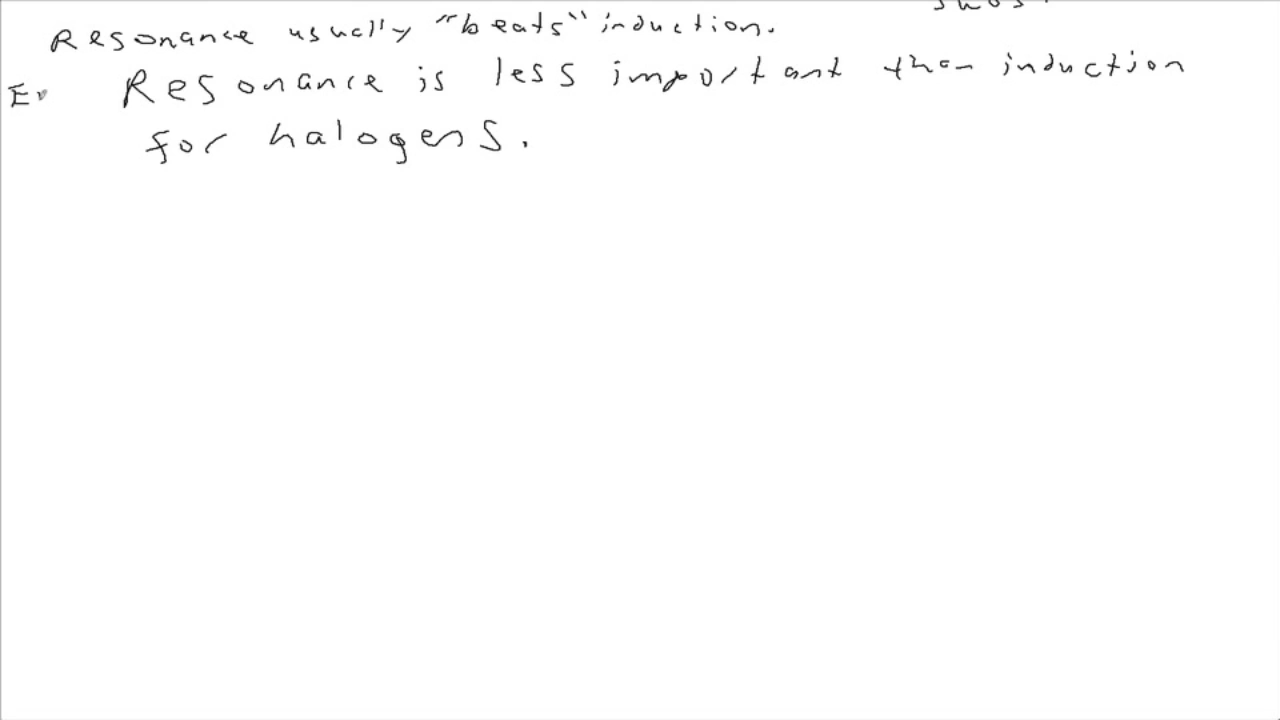 Resonance usually "beats" induction.
Resonance is less important than induction
for halogens.